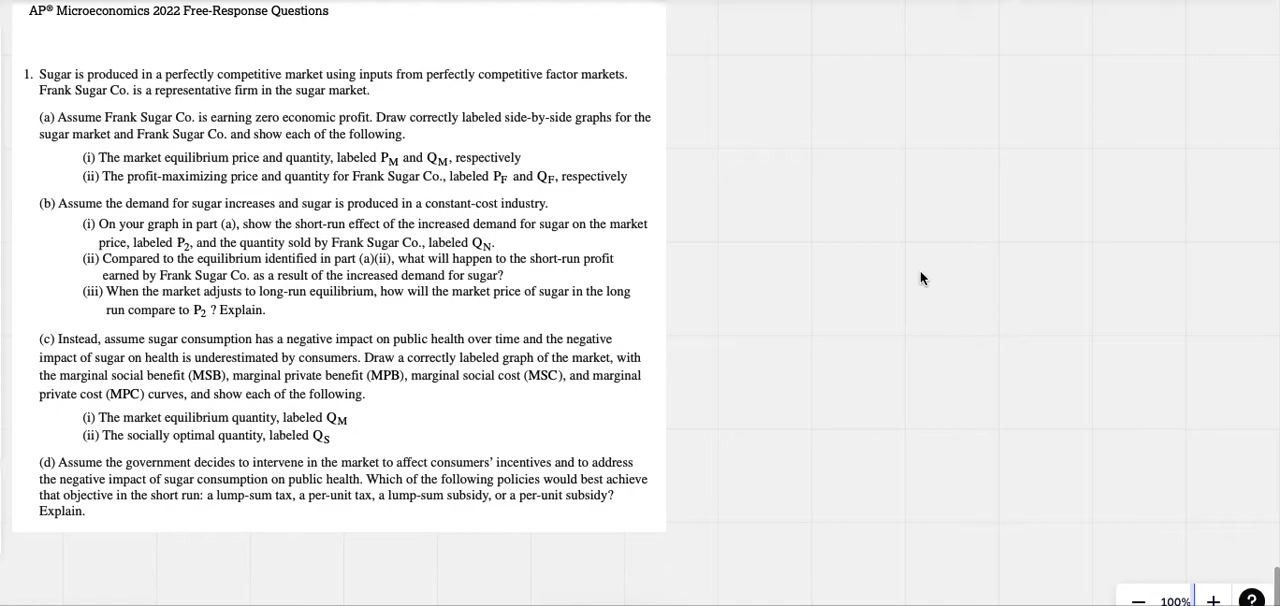 AP® Microeconomics 2022 Free-Response Questions
1. Sugar is produced in a perfectly competitive market using inputs from perfectly competitive factor markets.
Frank Sugar Co. is a representative firm in the sugar market.
(a) Assume Frank Sugar Co. is earning zero economic profit. Draw correctly labeled side-by-side graphs for the
sugar market and Frank Sugar Co. and show each of the following.
(i) The market equilibrium price and quantity, labeled PM and QM, respectively
(ii) The profit-maximizing price and quantity for Frank Sugar Co., labeled PF and QF, respectively
(b) Assume the demand for sugar increases and sugar is produced in a constant-cost industry.
(i) On your graph in part (a), show the short-run effect of the increased demand for sugar on the market
price, labeled P2, and the quantity sold by Frank Sugar Co., labeled QN.
(ii) Compared to the equilibrium identified in part (a)(ii), what will happen to the short-run profit
earned by Frank Sugar Co. as a result of the increased demand for sugar?
(iii) When the market adjusts to long-run equilibrium, how will the market price of sugar in the long
run compare to P2 ? Explain.
(c) Instead, assume sugar consumption has a negative impact on public health over time and the negative
impact of sugar on health is underestimated by consumers. Draw a correctly labeled graph of the market, with
the marginal social benefit (MSB), marginal private benefit (MPB), marginal social cost (MSC), and marginal
private cost (MPC) curves, and show each of the following.
(i) The market equilibrium quantity, labeled QM
(ii) The socially optimal quantity, labeled QS
(d) Assume the government decides to intervene in the market to affect consumers' incentives and to address
the negative impact of sugar consumption on public health. Which of the following policies would best achieve
that objective in the short run: a lump-sum tax, a per-unit tax, a lump-sum subsidy, or a per-unit subsidy?
Explain.
— 100% + ?